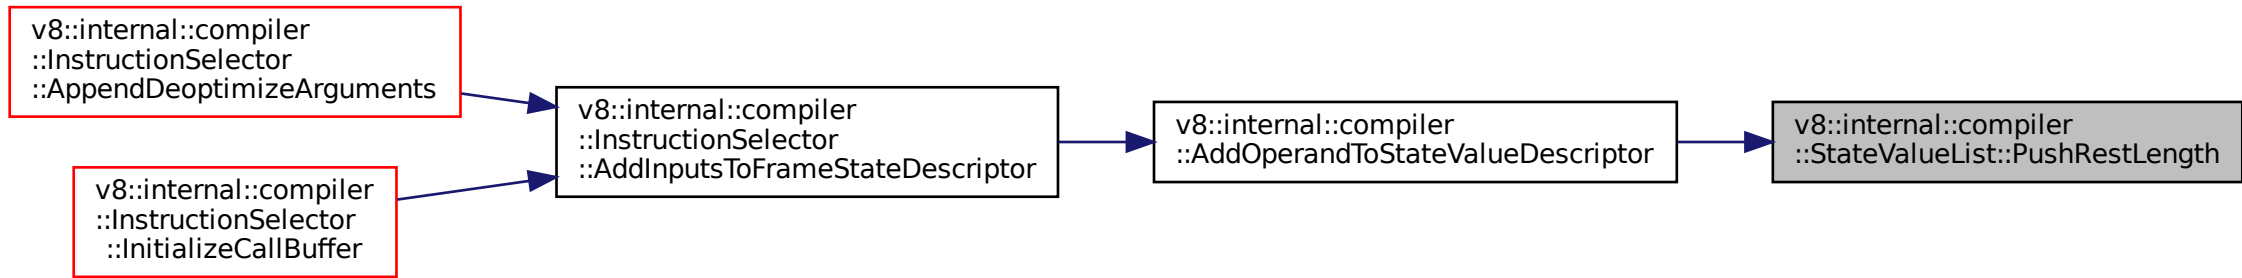 v8::internal::compiler
::InstructionSelector
::AppendDeoptimizeArguments
v8::internal::compiler
::InstructionSelector
::InitializeCallBuffer
v8::internal::compiler
::InstructionSelector
::AddInputsToFrameStateDescriptor
v8::internal::compiler
::AddOperandToStateValueDescriptor
v8::internal::compiler
::StateValueList::PushRestLength